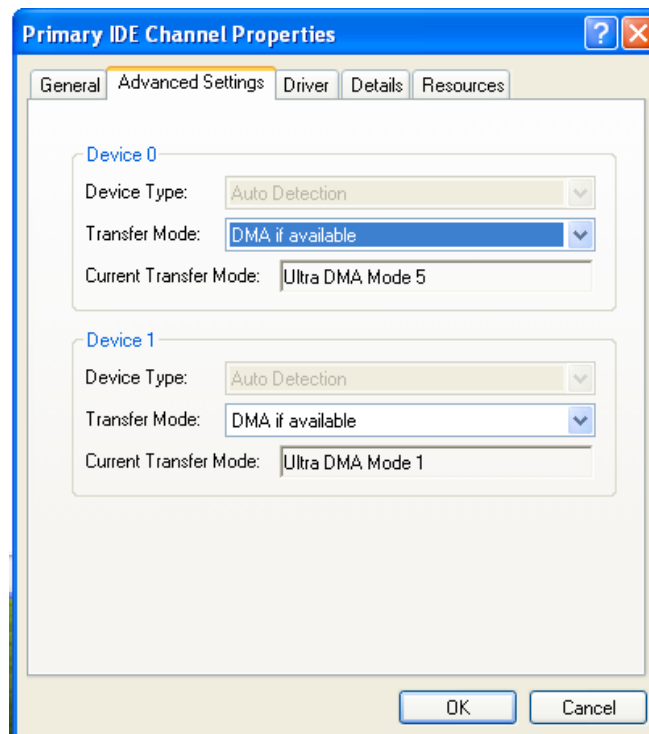 Primary IDE Channel Properties
General Advanced Settings Driver Details Resources
Device 0
Device Type: Auto Detection
Transfer Mode: DMA if available
Current Transfer Mode: Ultra DMA Mode 5
Device 1
Device Type: Auto Detection
Transfer Mode: DMA if available
Current Transfer Mode: Ultra DMA Mode 1
OK Cancel